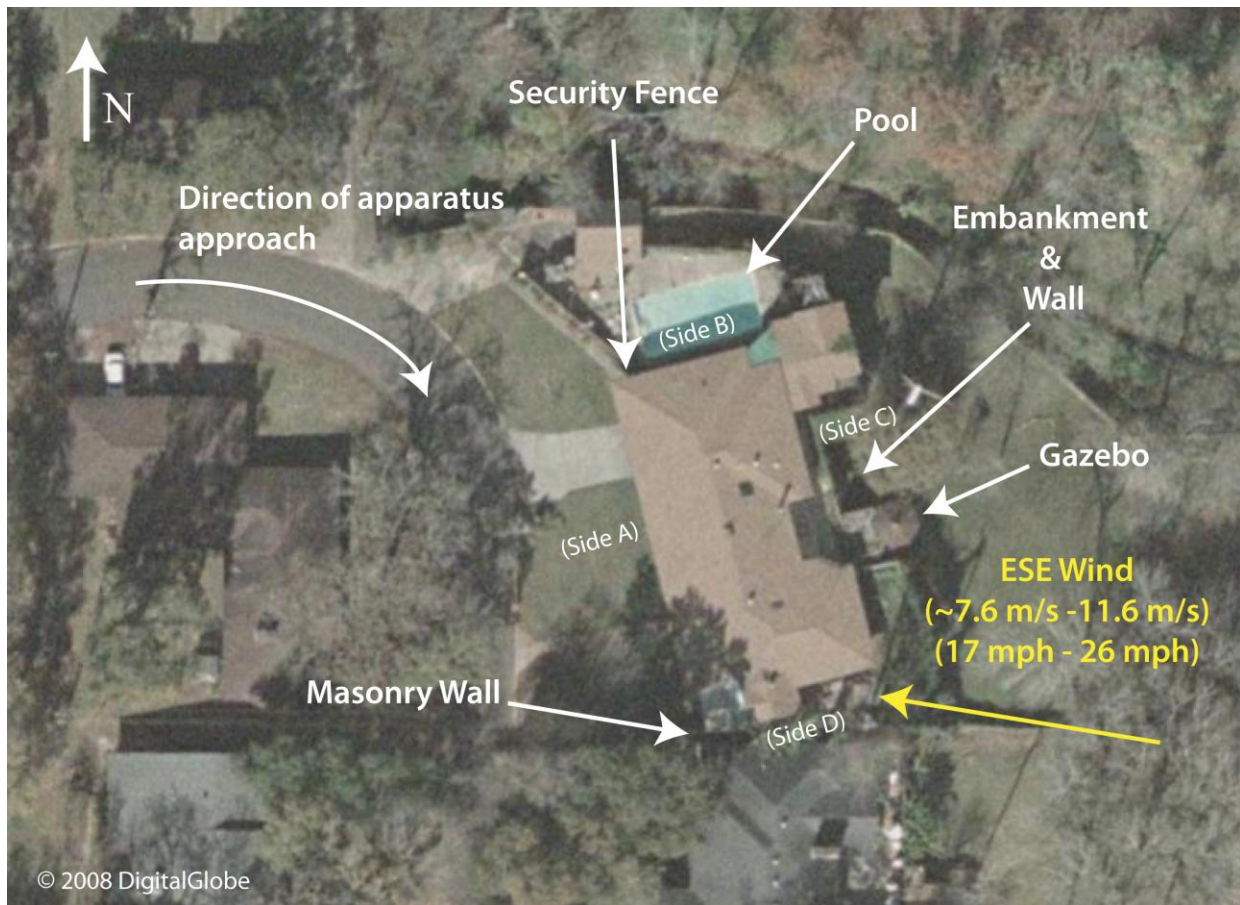 N
Security Fence
Pool
Direction of apparatus
approach
Embankment
&
Wall
(Side B)
(Side C)
Gazebo
(Side A)
ESE Wind
(~7.6 m/s -11.6 m/s)
(17 mph - 26 mph)
Masonry Wall
(Side D)
© 2008 DigitalGlobe